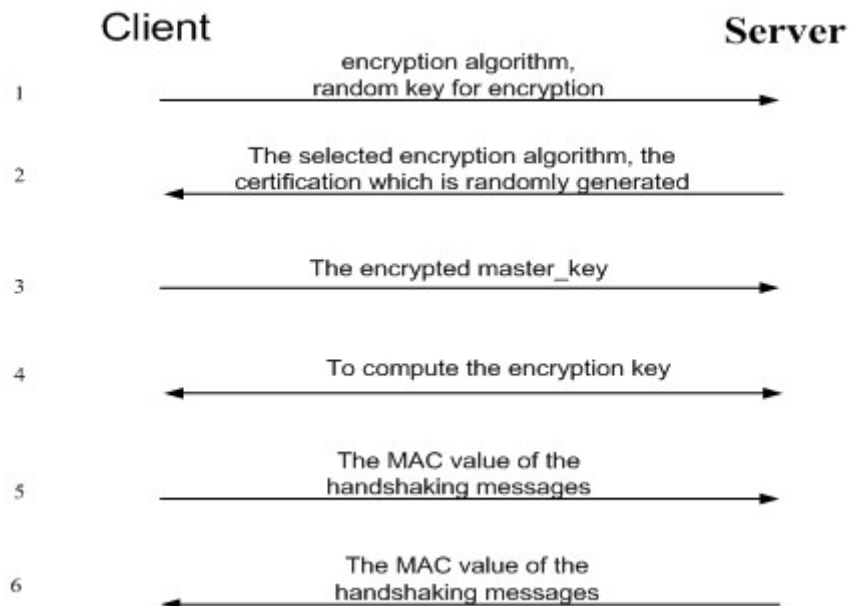 Client
Server
1
encryption algorithm,
random key for encryption
2
The selected encryption algorithm, the
certification which is randomly generated
3
The encrypted master_key
4
To compute the encryption key
5
The MAC value of the
handshaking messages
6
The MAC value of the
handshaking messages